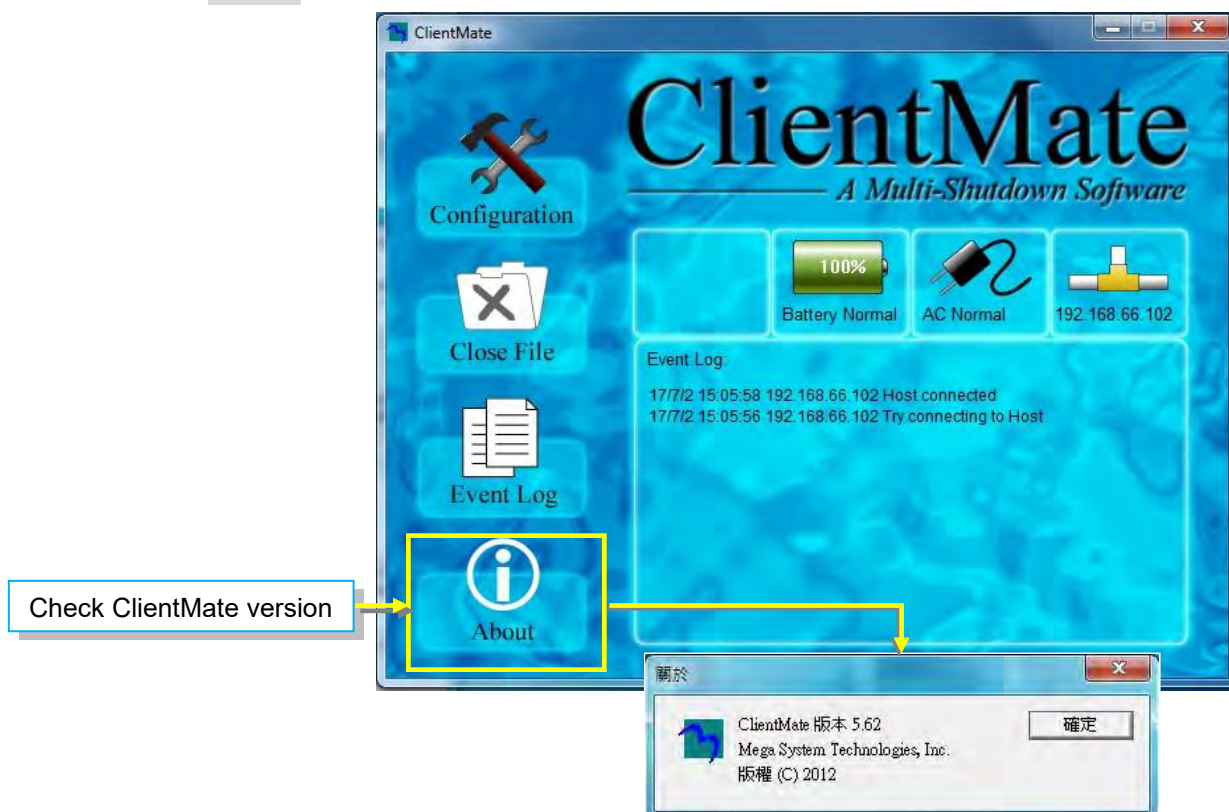 ClientMate
ClientMate
A Multi-Shutdown Software
Configuration
Close File
Event Log
About
100%
Battery Normal
AC Normal
192.168.66.102
Event Log:
17/7/2 15:05:58 192.168.66.102 Host connected
17/7/2 15:05:56 192.168.66.102 Try connecting to Host
Check ClientMate version
關於
ClientMate 版本 5.62
Mega System Technologies, Inc.
版權 (C) 2012
確定